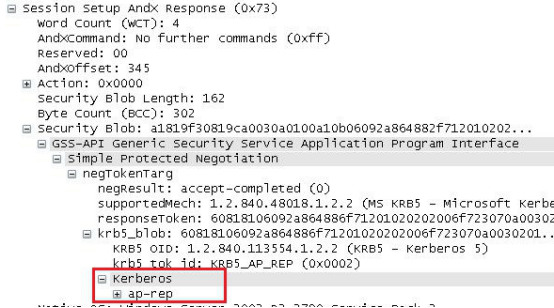 Session Setup AndX Response (0x73)
Word Count (WCT): 4
AndXCommand: No further commands (0xff)
Reserved: 00
AndXOffset: 345
Action: 0x0000
Security Blob Length: 162
Byte Count (BCC): 302
Security Blob: a1819f30819ca0030a0100a10b06092a864882f712010202...
GSS-API Generic Security Service Application Program Interface
Simple Protected Negotiation
negTokenTarg
negResult: accept-completed (0)
supportedMech: 1.2.840.48018.1.2.2 (MS KRB5 - Microsoft Kerbe
responseToken: 60818106092a864886f71201020202006f723070a00302
krb5_blob: 60818106092a864886f71201020202006f723070a0030201...
KRB5 OID: 1.2.840.113554.1.2.2 (KRB5 - Kerberos 5)
krb5_tok_id: KRB5_AP_REP (0x0002)
Kerberos
ap-rep